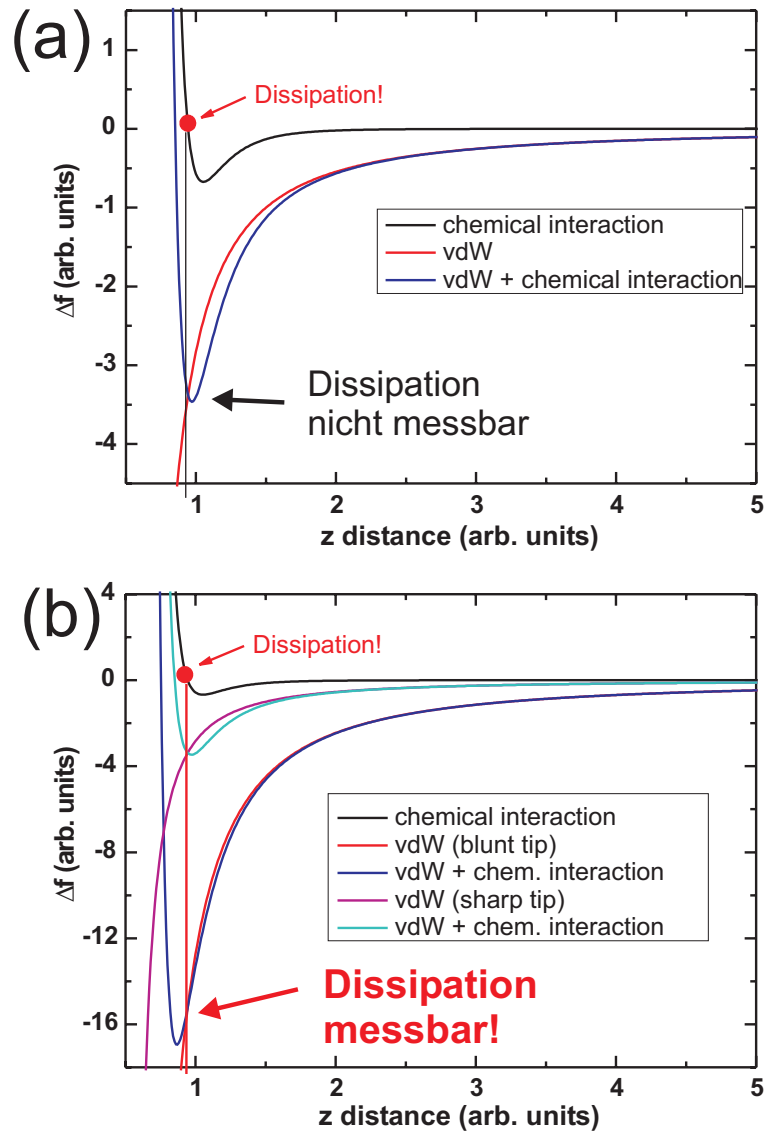 (a)
1
0
-1
-2
-3
-4
Δf (arb. units)
Dissipation!
chemical interaction
vdW
vdW + chemical interaction
Dissipation
nicht messbar
1
2
3
4
5
z distance (arb. units)
(b)
4
0
-4
-8
-12
-16
Δf (arb. units)
Dissipation!
chemical interaction
vdW (blunt tip)
vdW + chem. interaction
vdW (sharp tip)
vdW + chem. interaction
Dissipation
messbar!
1
2
3
4
5
z distance (arb. units)